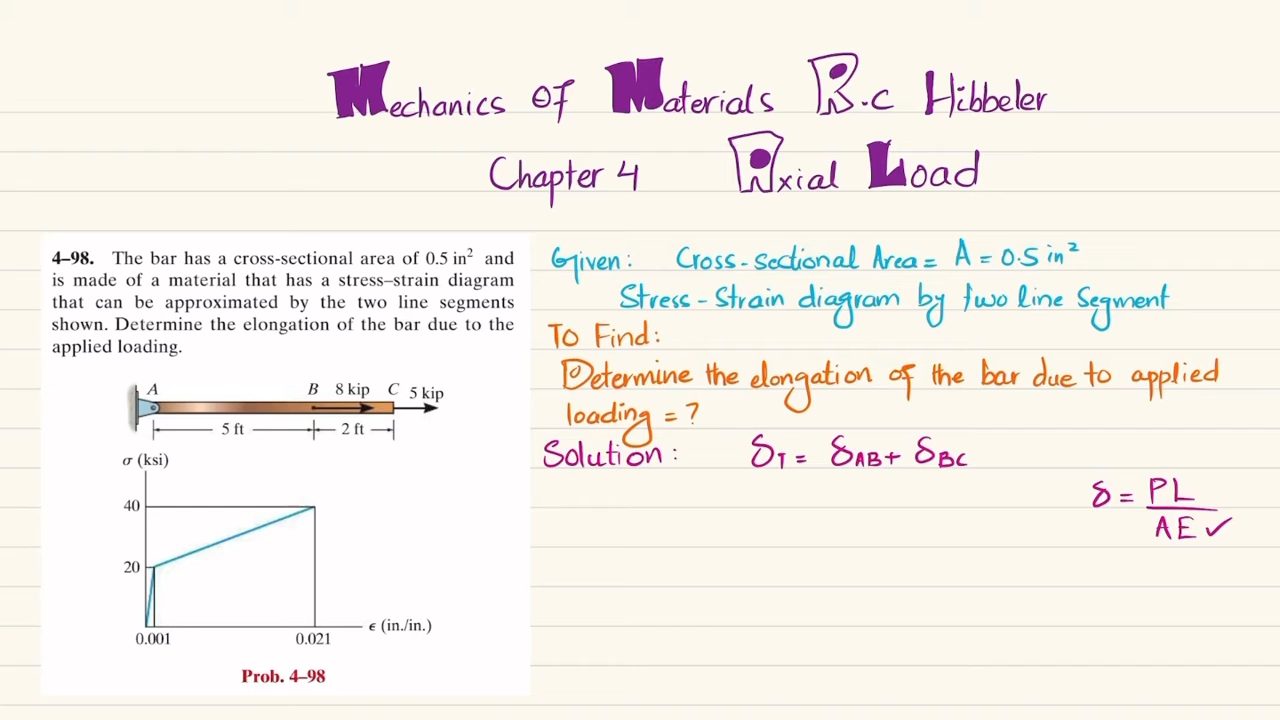 Mechanics Of Materials R.c Hibbeler
Chapter 4 Axial Load
4–98. The bar has a cross-sectional area of 0.5 in² and
is made of a material that has a stress–strain diagram
that can be approximated by the two line segments
shown. Determine the elongation of the bar due to the
applied loading.
A B 8 kip C 5 kip
5 ft 2 ft
σ (ksi)
40
20
ϵ (in./in.)
0.001 0.021
Prob. 4–98
Given: Cross-sectional Area = A = 0.5 in²
Stress-Strain diagram by two line Segment
To Find:
Determine the elongation of the bar due to applied
loading = ?
Solution: δT = δAB + δBC
δ = PL
AE ✓